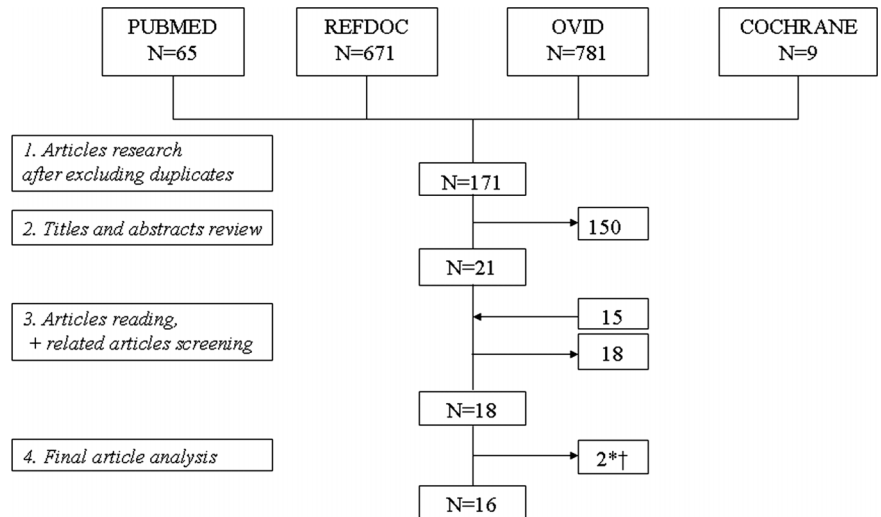 PUBMED
N=65
REFDOC
N=671
OVID
N=781
COCHRANE
N=9
1. Articles research
after excluding duplicates
N=171
2. Titles and abstracts review
150
N=21
3. Articles reading,
+ related articles screening
15
18
N=18
4. Final article analysis
2*†
N=16